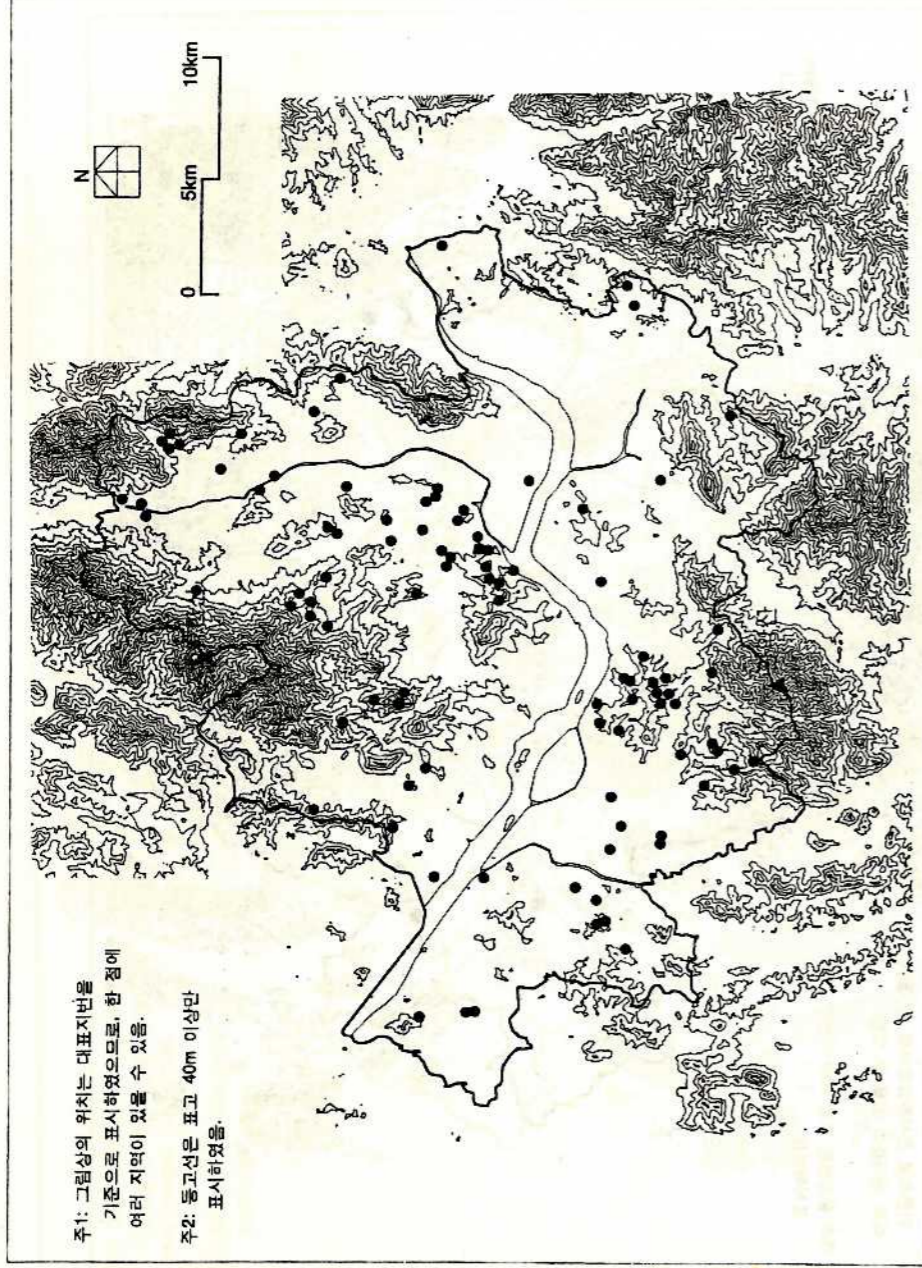 주1: 그림상의 위치는 대표지번을
기준으로 표시하였으므로, 한 점에
여러 지역이 있을 수 있음.
주2: 등고선은 표고 40m 이상만
표시하였음.
N
0 5km 10km